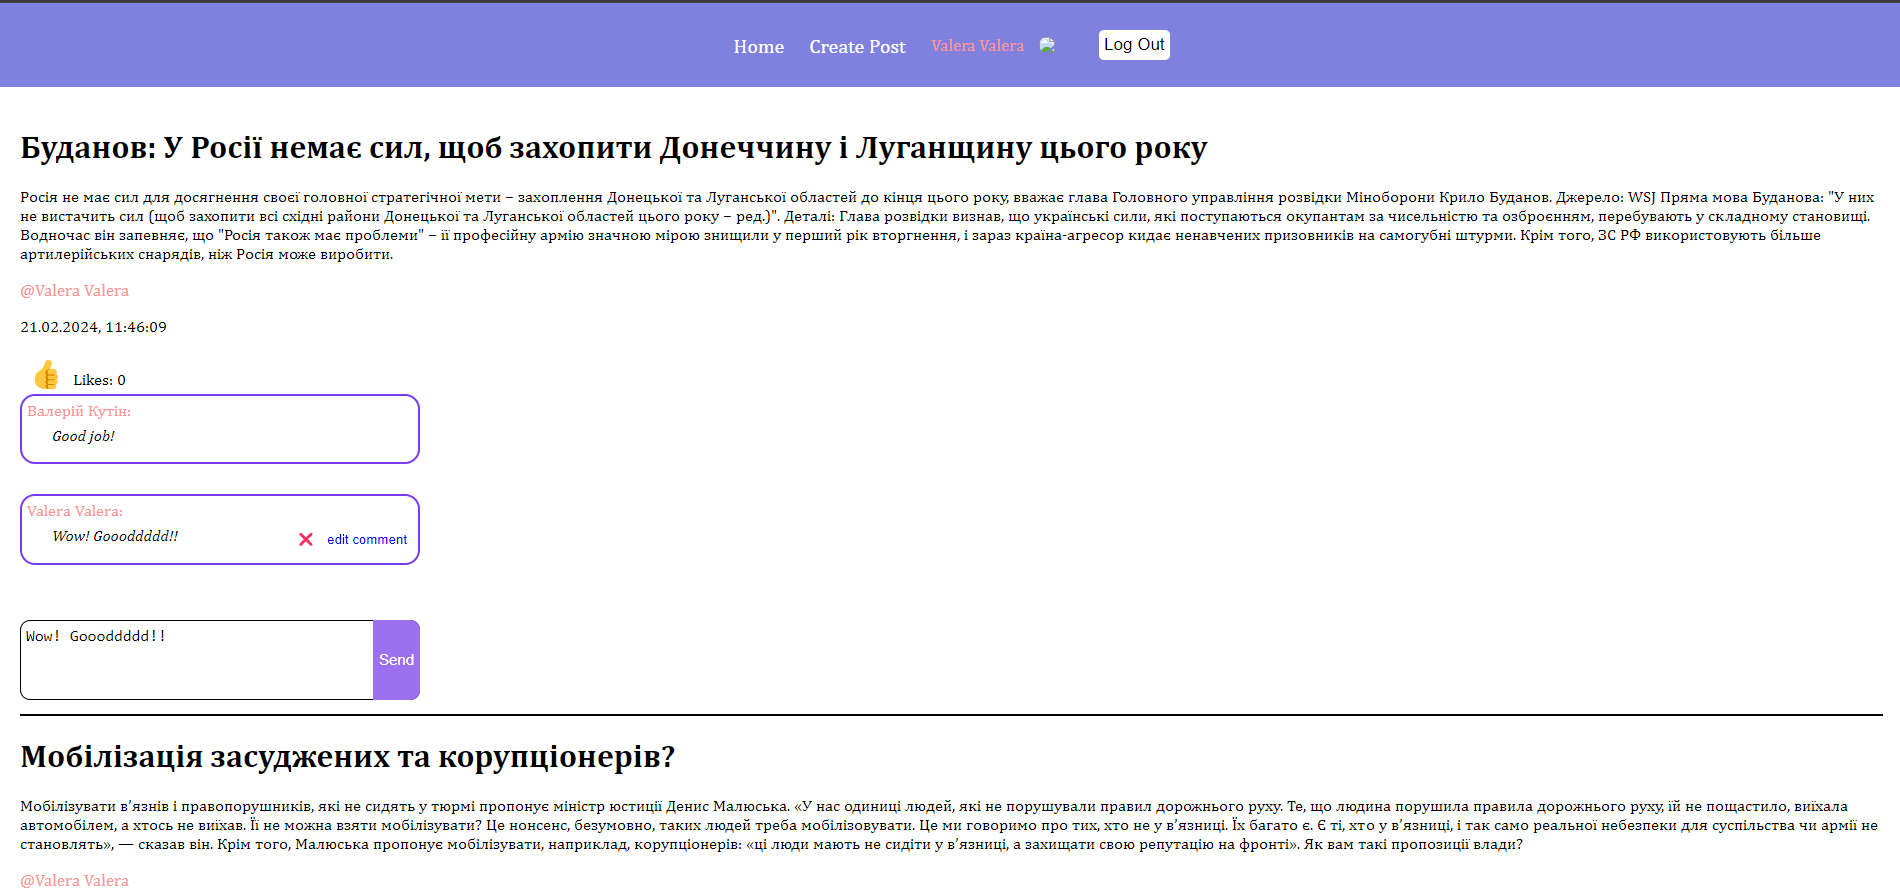 Home Create Post Valera Valera Log Out
Буданов: У Росії немає сил, щоб захопити Донеччину і Луганщину цього року
Росія не має сил для досягнення своєї головної стратегічної мети – захоплення Донецької та Луганської областей до кінця цього року, вважає глава Головного управління розвідки Міноборони Крило Буданов. Джерело: WSJ Пряма мова Буданова: "У них
не вистачить сил (щоб захопити всі східні райони Донецької та Луганської областей цього року – ред.)". Деталі: Глава розвідки визнав, що українські сили, які поступаються окупантам за чисельністю та озброєнням, перебувають у складному становищі.
Водночас він запевняє, що "Росія також має проблеми" – її професійну армію значною мірою знищили у перший рік вторгнення, і зараз країна-агресор кидає ненавчених призовників на самогубні штурми. Крім того, ЗС РФ використовують більше
артилерійських снарядів, ніж Росія може виробити.
@Valera Valera
21.02.2024, 11:46:09
Likes: 0
Валерій Кутін:
Good job!
Valera Valera:
Wow! Goooddddd!!
edit comment
Wow! Goooddddd!!
Send
Мобілізація засуджених та корупціонерів?
Мобілізувати в’язнів і правопорушників, які не сидять у тюрмі пропонує міністр юстиції Денис Малюська. «У нас одиниці людей, які не порушували правил дорожнього руху. Те, що людина порушила правила дорожнього руху, їй не пощастило, виїхала
автомобілем, а хтось не виїхав. Її не можна взяти мобілізувати? Це нонсенс, безумовно, таких людей треба мобілізовувати. Це ми говоримо про тих, хто не у в’язниці. Їх багато є. Є ті, хто у в’язниці, і так само реальної небезпеки для суспільства чи армії не
становлять», — сказав він. Крім того, Малюська пропонує мобілізувати, наприклад, корупціонерів: «ці люди мають не сидіти у в’язниці, а захищати свою репутацію на фронті». Як вам такі пропозиції влади?
@Valera Valera